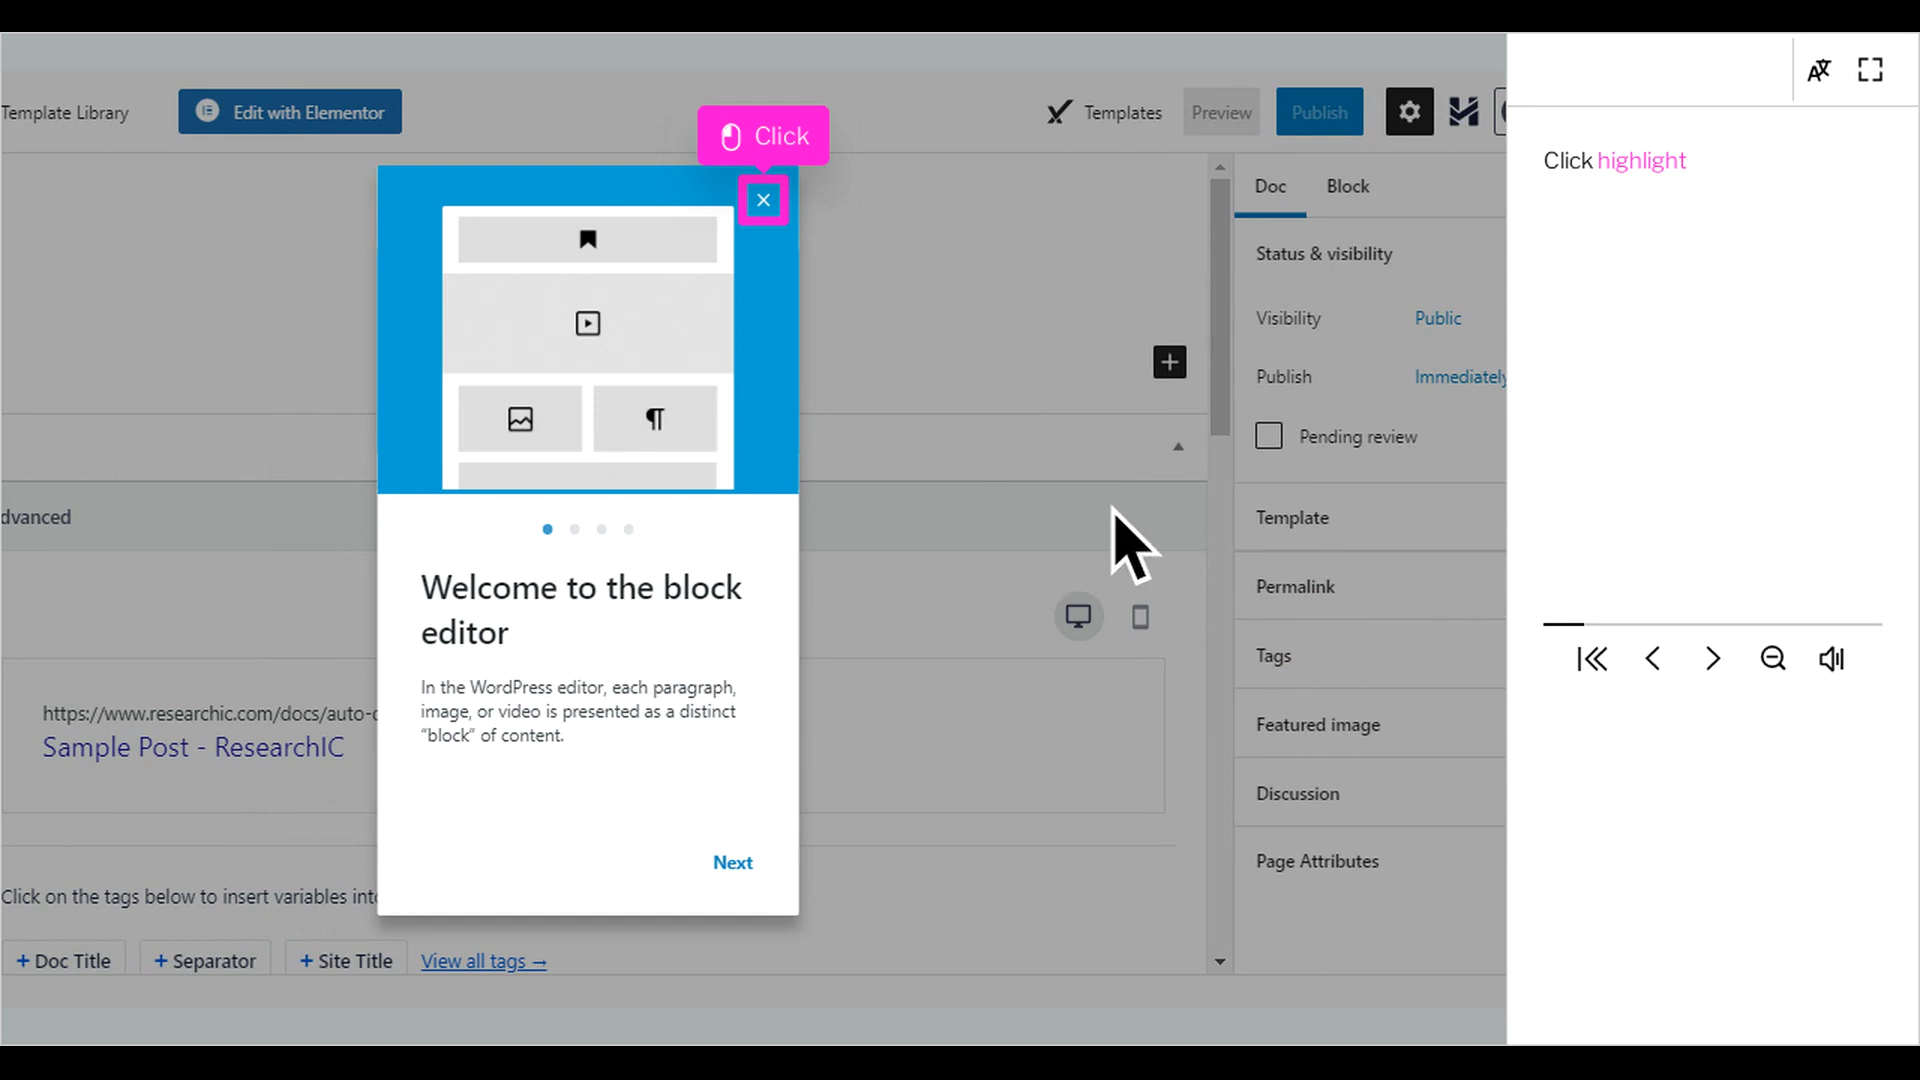 Template Library
Edit with Elementor
Templates
Preview
Publish
Click
Click highlight
Doc
Block
Status & visibility
Visibility
Public
Publish
Immediately
Pending review
dvanced
Template
Welcome to the block
editor
Permalink
Tags
In the WordPress editor, each paragraph,
image, or video is presented as a distinct
“block” of content.
https://www.researchic.com/docs/auto-
Sample Post - ResearchIC
Featured image
Discussion
Next
Page Attributes
Click on the tags below to insert variables
+ Doc Title
+ Separator
+ Site Title
View all tags →